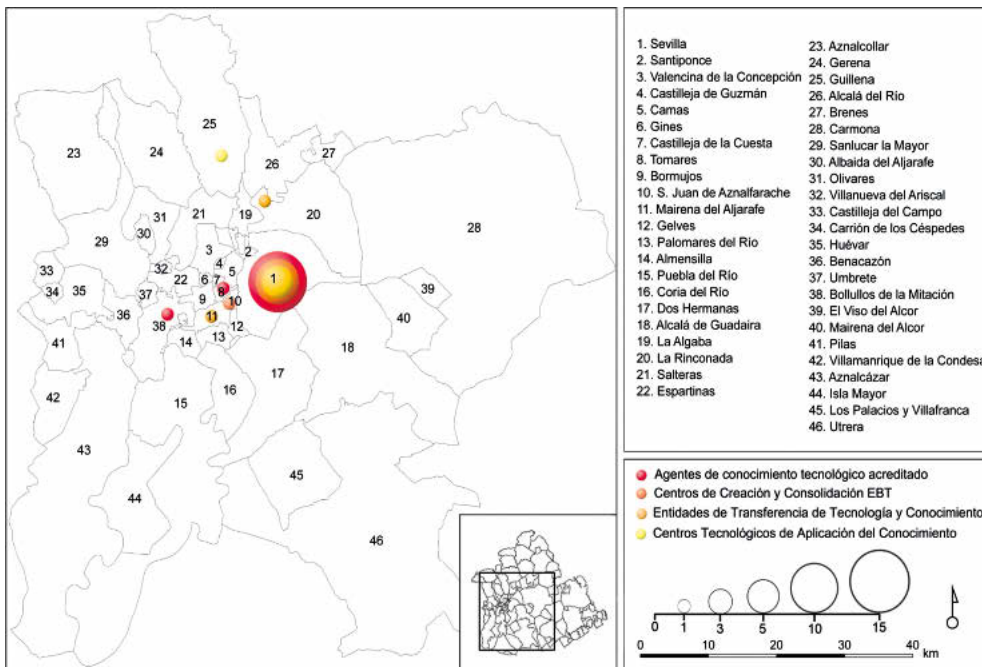 25
23
24
26
27
28
31
21
19
20
30
29
3
2
4
5
1
33
32
22
6
7
8
39
34
35
37
9
10
40
36
38
11
12
41
14
13
18
42
15
16
17
43
45
44
46
1. Sevilla
2. Santiponce
3. Valencina de la Concepción
4. Castilleja de Guzmán
5. Camas
6. Gines
7. Castilleja de la Cuesta
8. Tomares
9. Bormujos
10. S. Juan de Aznalfarache
11. Mairena del Aljarafe
12. Gelves
13. Palomares del Río
14. Almensilla
15. Puebla del Río
16. Coria del Río
17. Dos Hermanas
18. Alcalá de Guadaira
19. La Algaba
20. La Rinconada
21. Salteras
22. Espartinas
23. Aznalcollar
24. Gerena
25. Guillena
26. Alcalá del Río
27. Brenes
28. Carmona
29. Sanlucar la Mayor
30. Albaida del Aljarafe
31. Olivares
32. Villanueva del Ariscal
33. Castilleja del Campo
34. Carrión de los Céspedes
35. Huévar
36. Benacazón
37. Umbrete
38. Bollullos de la Mitación
39. El Viso del Alcor
40. Mairena del Alcor
41. Pilas
42. Villamanrique de la Condesa
43. Aznalcázar
44. Isla Mayor
45. Los Palacios y Villafranca
46. Utrera
Agentes de conocimiento tecnológico acreditado
Centros de Creación y Consolidación EBT
Entidades de Transferencia de Tecnología y Conocimiento
Centros Tecnológicos de Aplicación del Conocimiento
0 1 3 5 10 15
0 10 20 30 40
km